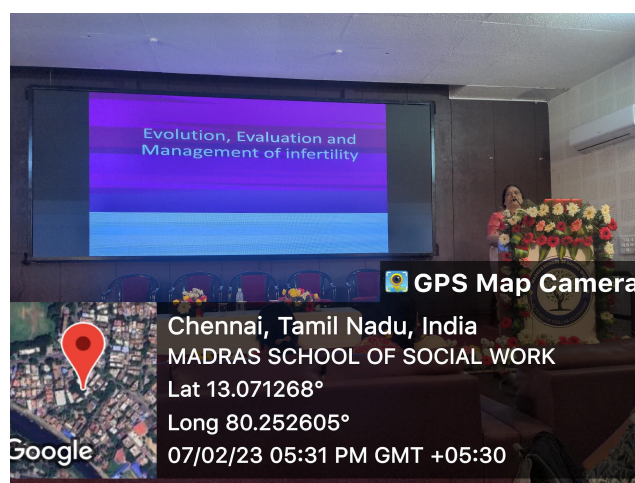 Evolution, Evaluation and
Management of infertility
GPS Map Camera
Chennai, Tamil Nadu, India
MADRAS SCHOOL OF SOCIAL WORK
Lat 13.071268°
Long 80.252605°
07/02/23 05:31 PM GMT +05:30
Google